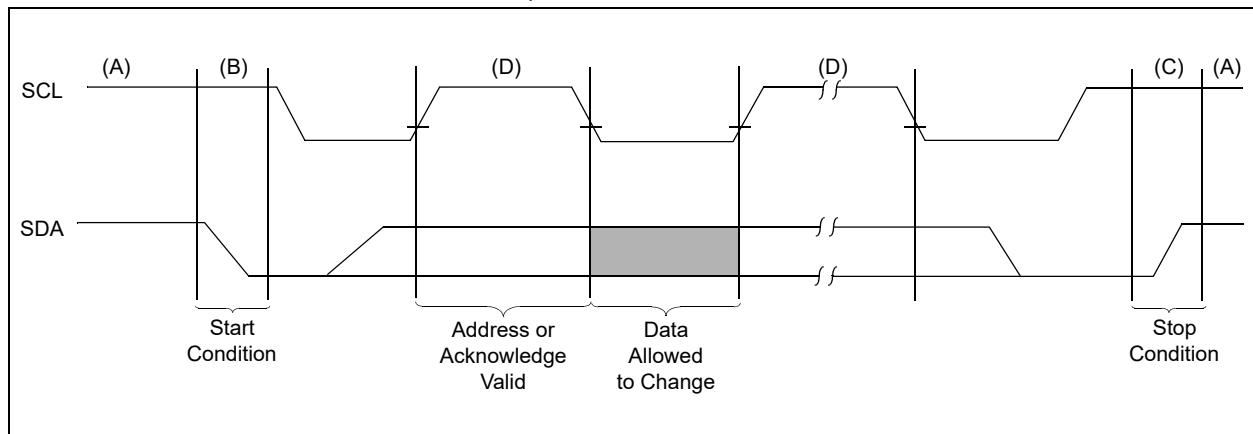 (A) (B) (D) (D) (C) (A)
SCL
SDA
Start
Condition
Address or
Acknowledge
Valid
Data
Allowed
to Change
Stop
Condition